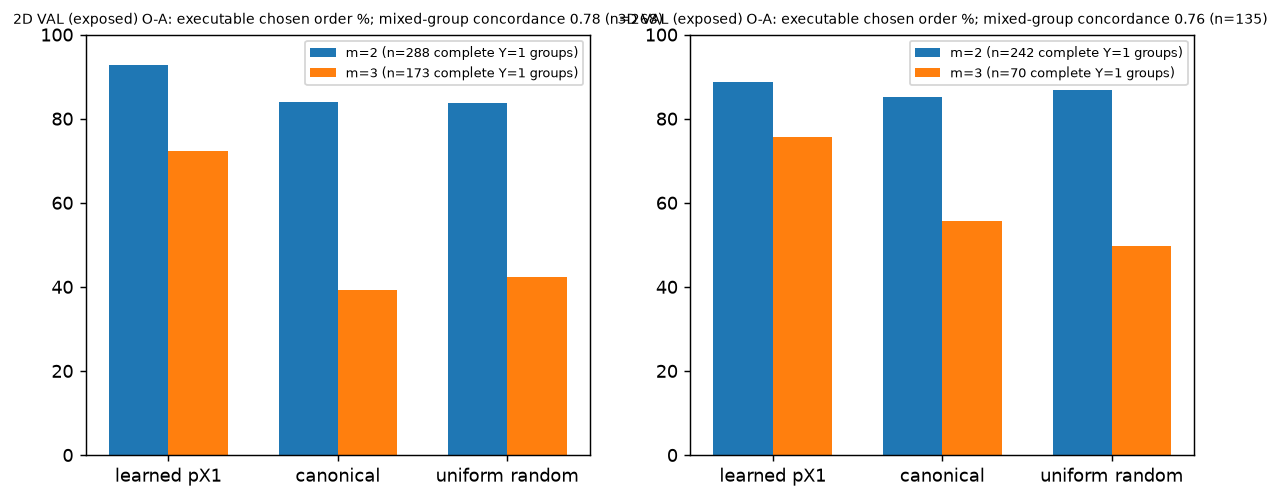 2D VAL (exposed) O-A: executable chosen order %; mixed-group concordance 0.78 (n=268)
3D VAL (exposed) O-A: executable chosen order %; mixed-group concordance 0.76 (n=135)
100
80
60
40
20
0
m=2 (n=288 complete Y=1 groups)
m=3 (n=173 complete Y=1 groups)
learned pX1 canonical uniform random
100
80
60
40
20
0
m=2 (n=242 complete Y=1 groups)
m=3 (n=70 complete Y=1 groups)
learned pX1 canonical uniform random